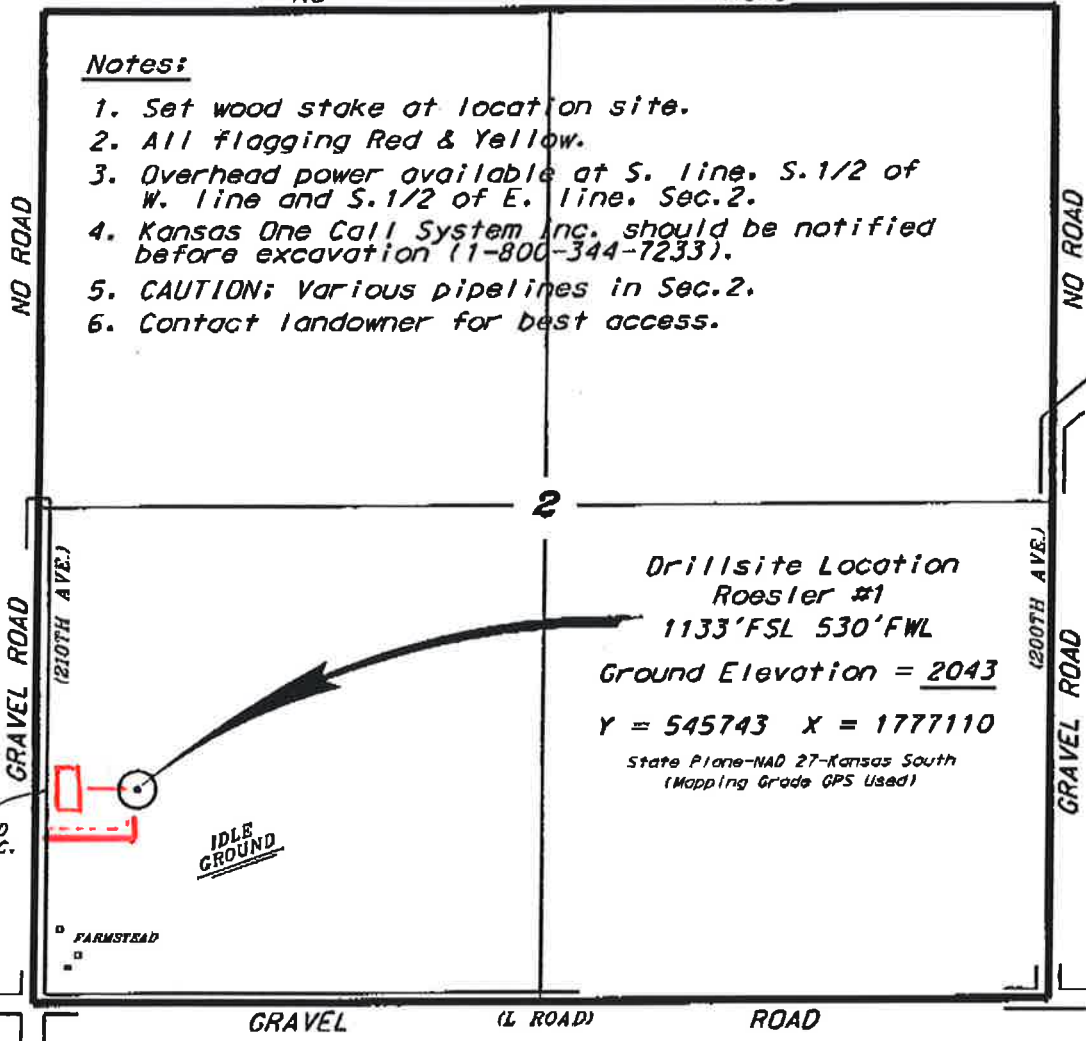 Notes:
1. Set wood stake at location site.
2. All flagging Red & Yellow.
3. Overhead power available at S. line. S.1/2 of
W. line and S.1/2 of E. line. Sec.2.
4. Kansas One Call System Inc. should be notified
before excavation (1-800-344-7233).
5. CAUTION: Various pipelines in Sec.2.
6. Contact landowner for best access.
NO ROAD
NO ROAD
2
(210TH AVE.)
GRAVEL ROAD
Drillsite Location
Roesler #1
1133'FSL 530'FWL
Ground Elevation = 2043
Y = 545743 X = 1777110
State Plane-NAD 27-Kansas South
(Mapping Grade GPS Used)
(200TH AVE.)
GRAVEL ROAD
IDLE
GROUND
FARMSTEAD
GRAVEL (L ROAD) ROAD